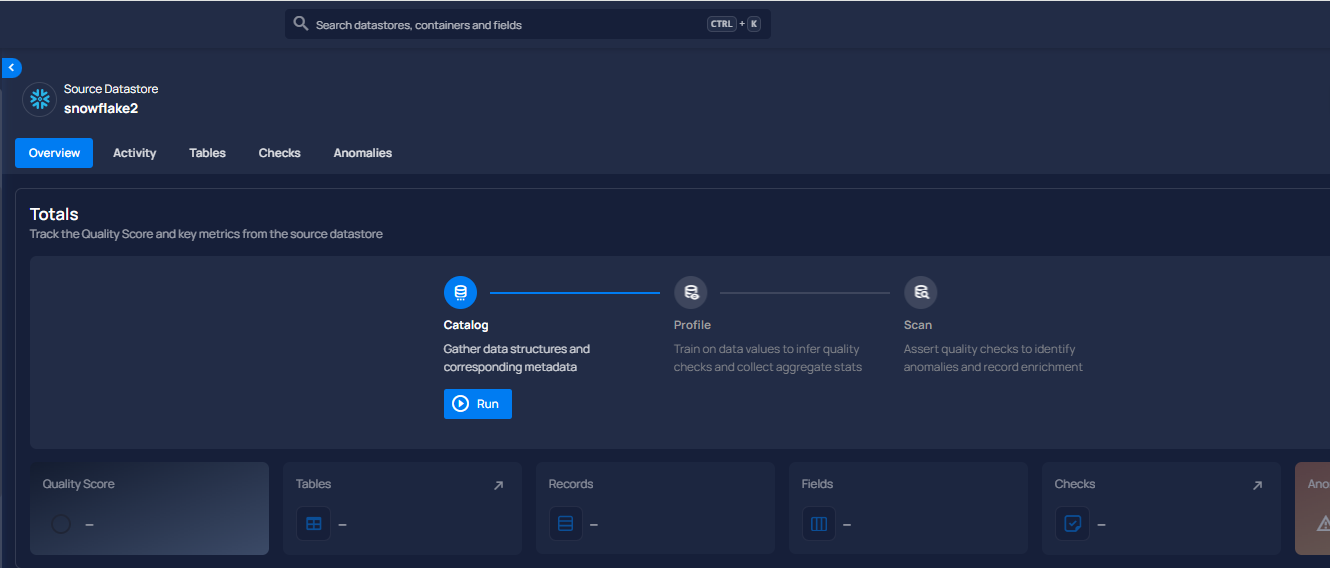 Search datastores, containers and fields CTRL + K
Source Datastore
snowflake2
Overview Activity Tables Checks Anomalies
Totals
Track the Quality Score and key metrics from the source datastore
Catalog Profile Scan
Gather data structures and Train on data values to infer quality Assert quality checks to identify
corresponding metadata checks and collect aggregate stats anomalies and record enrichment
Run
Quality Score Tables Records Fields Checks Ano
– – – – –